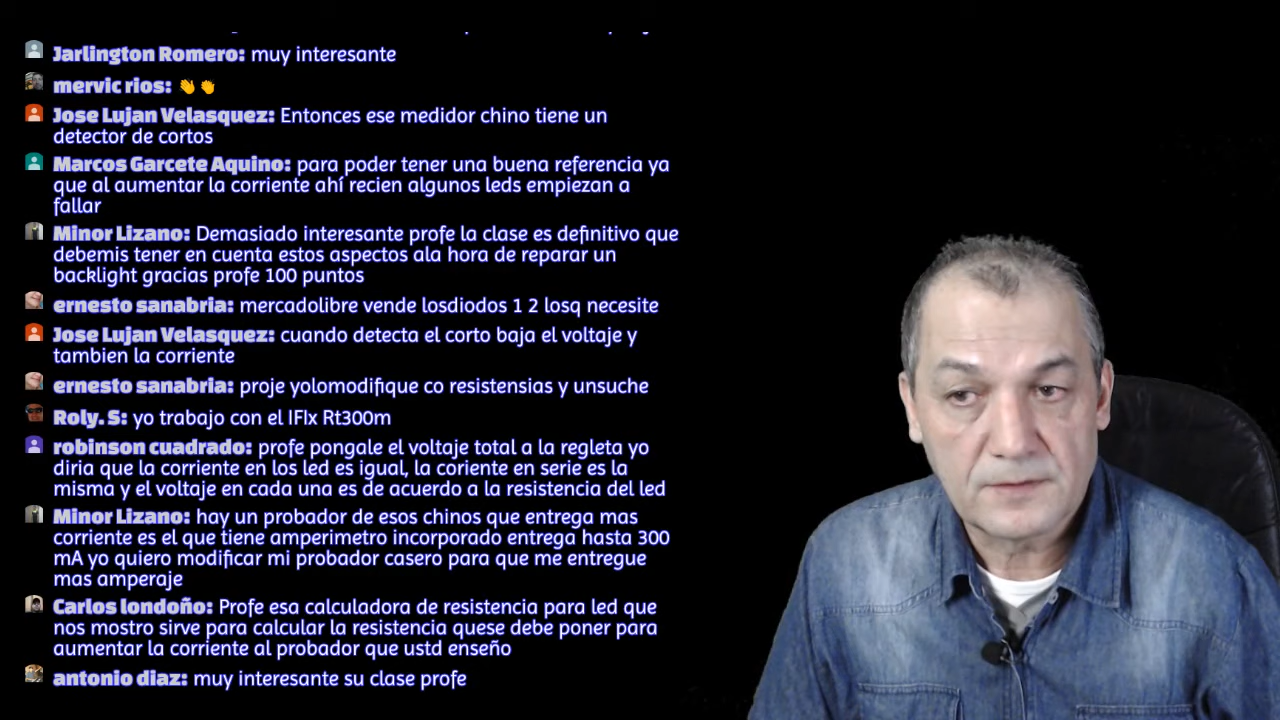 Jarlington Romero: muy interesante
mervic rios: 👏👏
Jose Lujan Velasquez: Entonces ese medidor chino tiene un
detector de cortos
Marcos Garcete Aquino: para poder tener una buena referencia ya
que al aumentar la corriente ahí recien algunos leds empiezan a
fallar
Minor Lizano: Demasiado interesante profe la clase es definitivo que
debemis tener en cuenta estos aspectos ala hora de reparar un
backlight gracias profe 100 puntos
ernesto sanabria: mercadolibre vende losdiodos 1 2 losq necesite
Jose Lujan Velasquez: cuando detecta el corto baja el voltaje y
tambien la corriente
ernesto sanabria: proje yolomodifique co resistensias y unsuche
Roly. S: yo trabajo con el IFIx Rt300m
robinson cuadrado: profe pongale el voltaje total a la regleta yo
diria que la corriente en los led es igual, la coriente en serie es la
misma y el voltaje en cada una es de acuerdo a la resistencia del led
Minor Lizano: hay un probador de esos chinos que entrega mas
corriente es el que tiene amperimetro incorporado entrega hasta 300
mA yo quiero modificar mi probador casero para que me entregue
mas amperaje
Carlos londoño: Profe esa calculadora de resistencia para led que
nos mostro sirve para calcular la resistencia quese debe poner para
aumentar la corriente al probador que ustd enseño
antonio diaz: muy interesante su clase profe